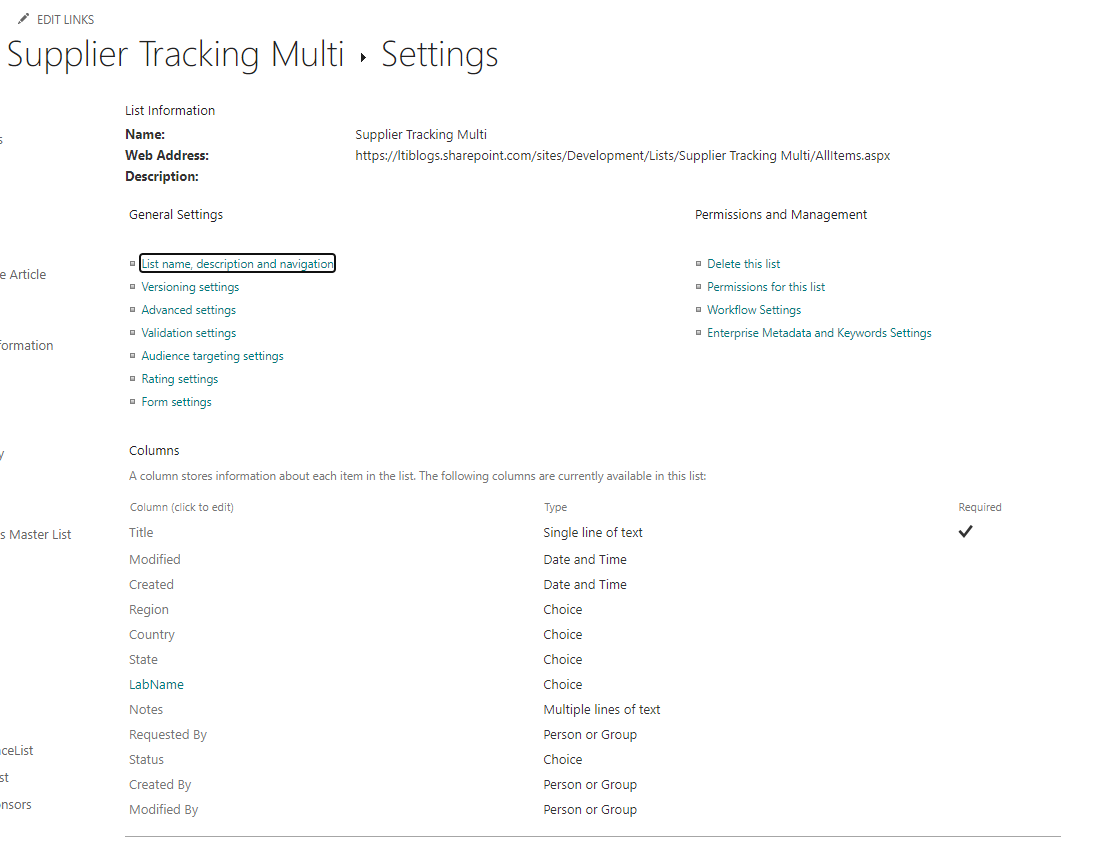 EDIT LINKS
Supplier Tracking Multi ▸ Settings
List Information
Name: Supplier Tracking Multi
Web Address: https://ltiblogs.sharepoint.com/sites/Development/Lists/Supplier Tracking Multi/AllItems.aspx
Description:
General Settings Permissions and Management
List name, description and navigation Delete this list
Versioning settings Permissions for this list
Advanced settings Workflow Settings
Validation settings Enterprise Metadata and Keywords Settings
Audience targeting settings
Rating settings
Form settings
Columns
A column stores information about each item in the list. The following columns are currently available in this list:
Column (click to edit) Type Required
Title Single line of text ✓
Modified Date and Time
Created Date and Time
Region Choice
Country Choice
State Choice
LabName Choice
Notes Multiple lines of text
Requested By Person or Group
Status Choice
Created By Person or Group
Modified By Person or Group
s
e Article
formation
y
s Master List
ceList
st
nsors